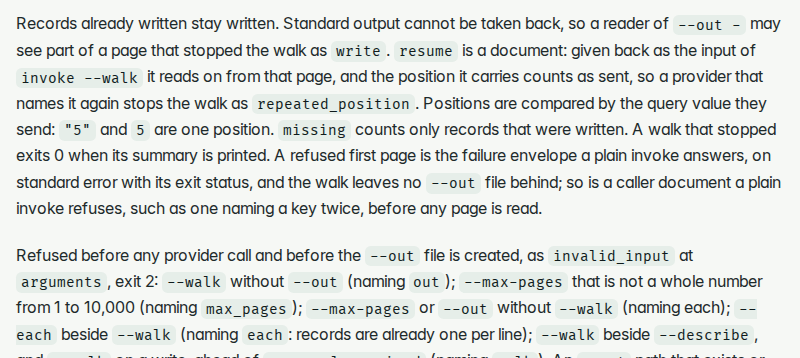 Records already written stay written. Standard output cannot be taken back, so a reader of --out - may
see part of a page that stopped the walk as write. resume is a document: given back as the input of
invoke --walk it reads on from that page, and the position it carries counts as sent, so a provider that
names it again stops the walk as repeated_position. Positions are compared by the query value they
send: "5" and 5 are one position. missing counts only records that were written. A walk that stopped
exits 0 when its summary is printed. A refused first page is the failure envelope a plain invoke answers, on
standard error with its exit status, and the walk leaves no --out file behind; so is a caller document a plain
invoke refuses, such as one naming a key twice, before any page is read.
Refused before any provider call and before the --out file is created, as invalid_input at
arguments, exit 2: --walk without --out (naming out); --max-pages that is not a whole number
from 1 to 10,000 (naming max_pages); --max-pages or --out without --walk (naming each); --
each beside --walk (naming each: records are already one per line); --walk beside --describe,